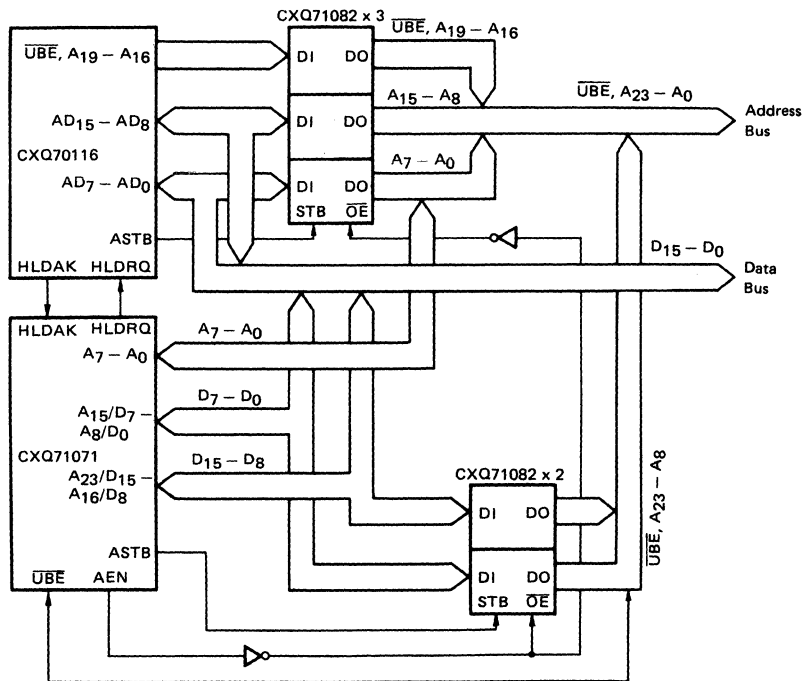 CXQ71082 x 3
UBE, A19 – A16
UBE, A19 – A16
DI DO
A15 – A8
UBE, A23 – A0
Address
Bus
AD15 – AD8
DI DO
CXQ70116
A7 – A0
AD7 – AD0
DI DO
STB OE
ASTB
D15 – D0
HLDAK HLDRQ
Data
Bus
HLDAK HLDRQ
A7 – A0
A7 – A0
D7 – D0
A15/D7 –
A8/D0
D15 – D8
CXQ71071
CXQ71082 x 2
A23/D15 –
A16/D8
DI DO
UBE, A23 – A8
ASTB
DI DO
UBE AEN
STB OE